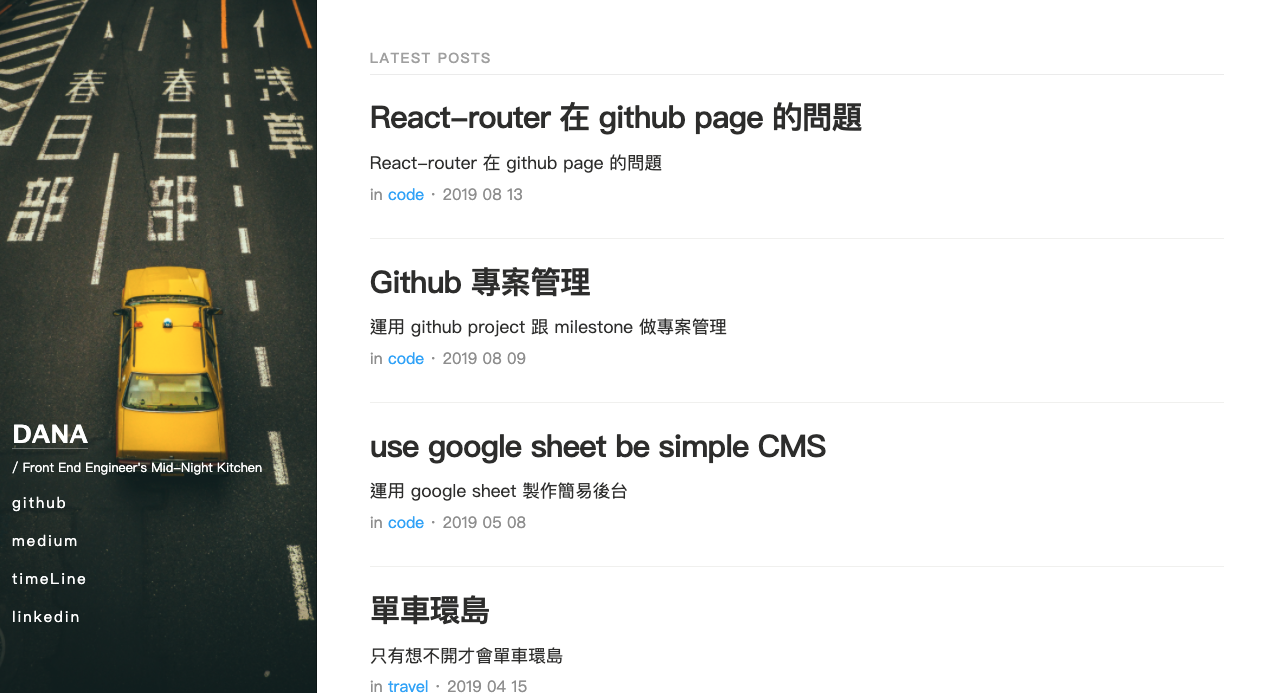 春 春 浅
日 日 草
部 部
DANA
/ Front End Engineer's Mid-Night Kitchen
github
medium
timeLine
linkedin
LATEST POSTS
React-router 在 github page 的問題
React-router 在 github page 的問題
in code · 2019 08 13
Github 專案管理
運用 github project 跟 milestone 做專案管理
in code · 2019 08 09
use google sheet be simple CMS
運用 google sheet 製作簡易後台
in code · 2019 05 08
單車環島
只有想不開才會單車環島
in travel · 2019 04 15